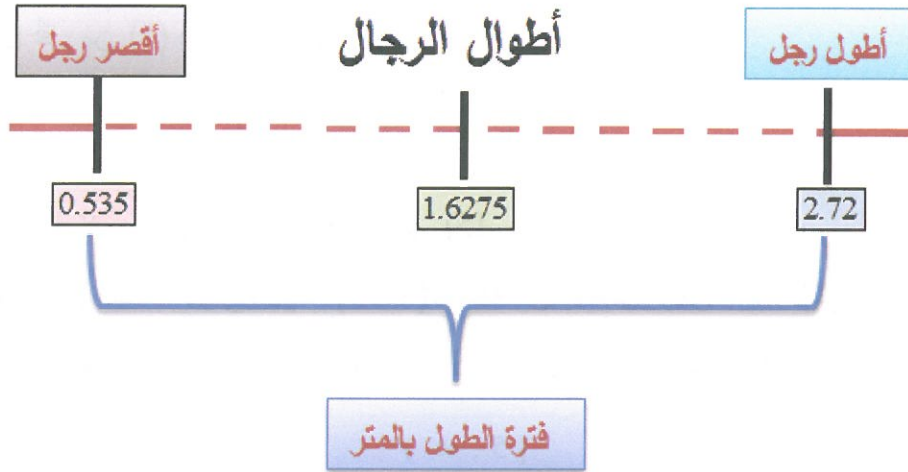 أطوال الرجال
أطول رجل
أقصر رجل
2.72
1.6275
0.535
فترة الطول بالمتر